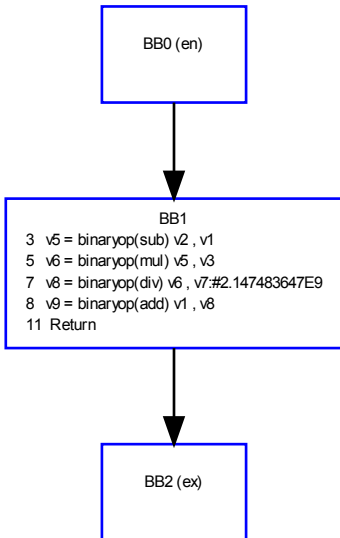 BB0 (en)
BB1
3 v5 = binaryop(sub) v2 , v1
5 v6 = binaryop(mul) v5 , v3
7 v8 = binaryop(div) v6 , v7:#2.147483647E9
8 v9 = binaryop(add) v1 , v8
11 Return
BB2 (ex)